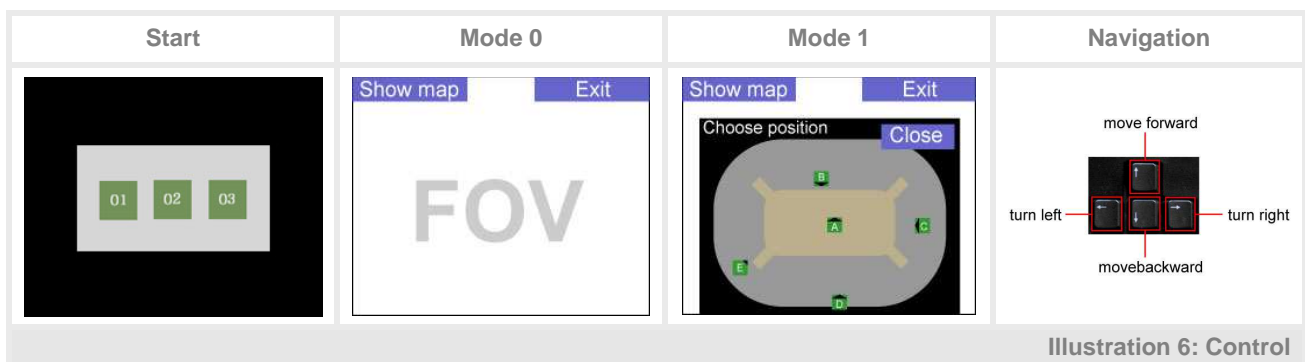 Start
Mode 0
Mode 1
Navigation
01 02 03
Show map Exit
FOV
Show map Exit
Choose position
Close
B
A
C
E
D
move forward
turn left
turn right
movebackward
Illustration 6: Control